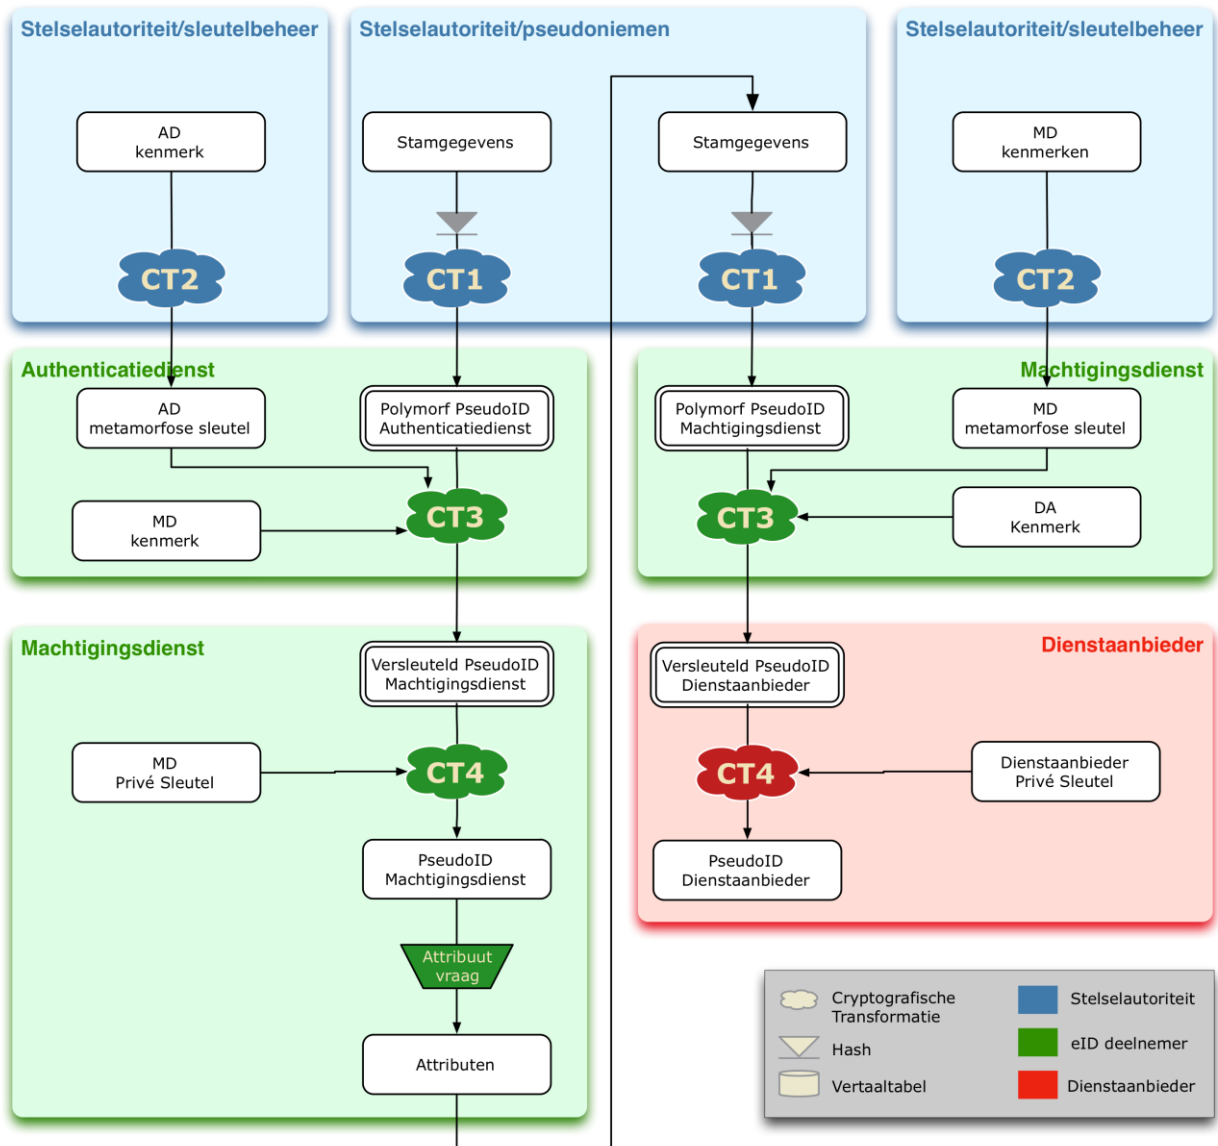 Stelselautoriteit/sleutelbeheer
AD
kenmerk
CT2
Stelselautoriteit/pseudoniemen
Stamgegevens
CT1
Stamgegevens
CT1
Stelselautoriteit/sleutelbeheer
MD
kenmerken
CT2
Authenticatiedienst
AD
metamorfose sleutel
Polymorf PseudoID
Authenticatiedienst
MD
kenmerk
CT3
Machtigingsdienst
Polymorf PseudoID
Machtigingsdienst
MD
metamorfose sleutel
CT3
DA
Kenmerk
Machtigingsdienst
Versleuteld PseudoID
Machtigingsdienst
MD
Privé Sleutel
CT4
PseudoID
Machtigingsdienst
Attribuut
vraag
Attributen
Dienstaanbieder
Versleuteld PseudoID
Dienstaanbieder
CT4
Dienstaanbieder
Privé Sleutel
PseudoID
Dienstaanbieder
Cryptografische
Transformatie
Hash
Vertaaltabel
Stelselautoriteit
eID deelnemer
Dienstaanbieder